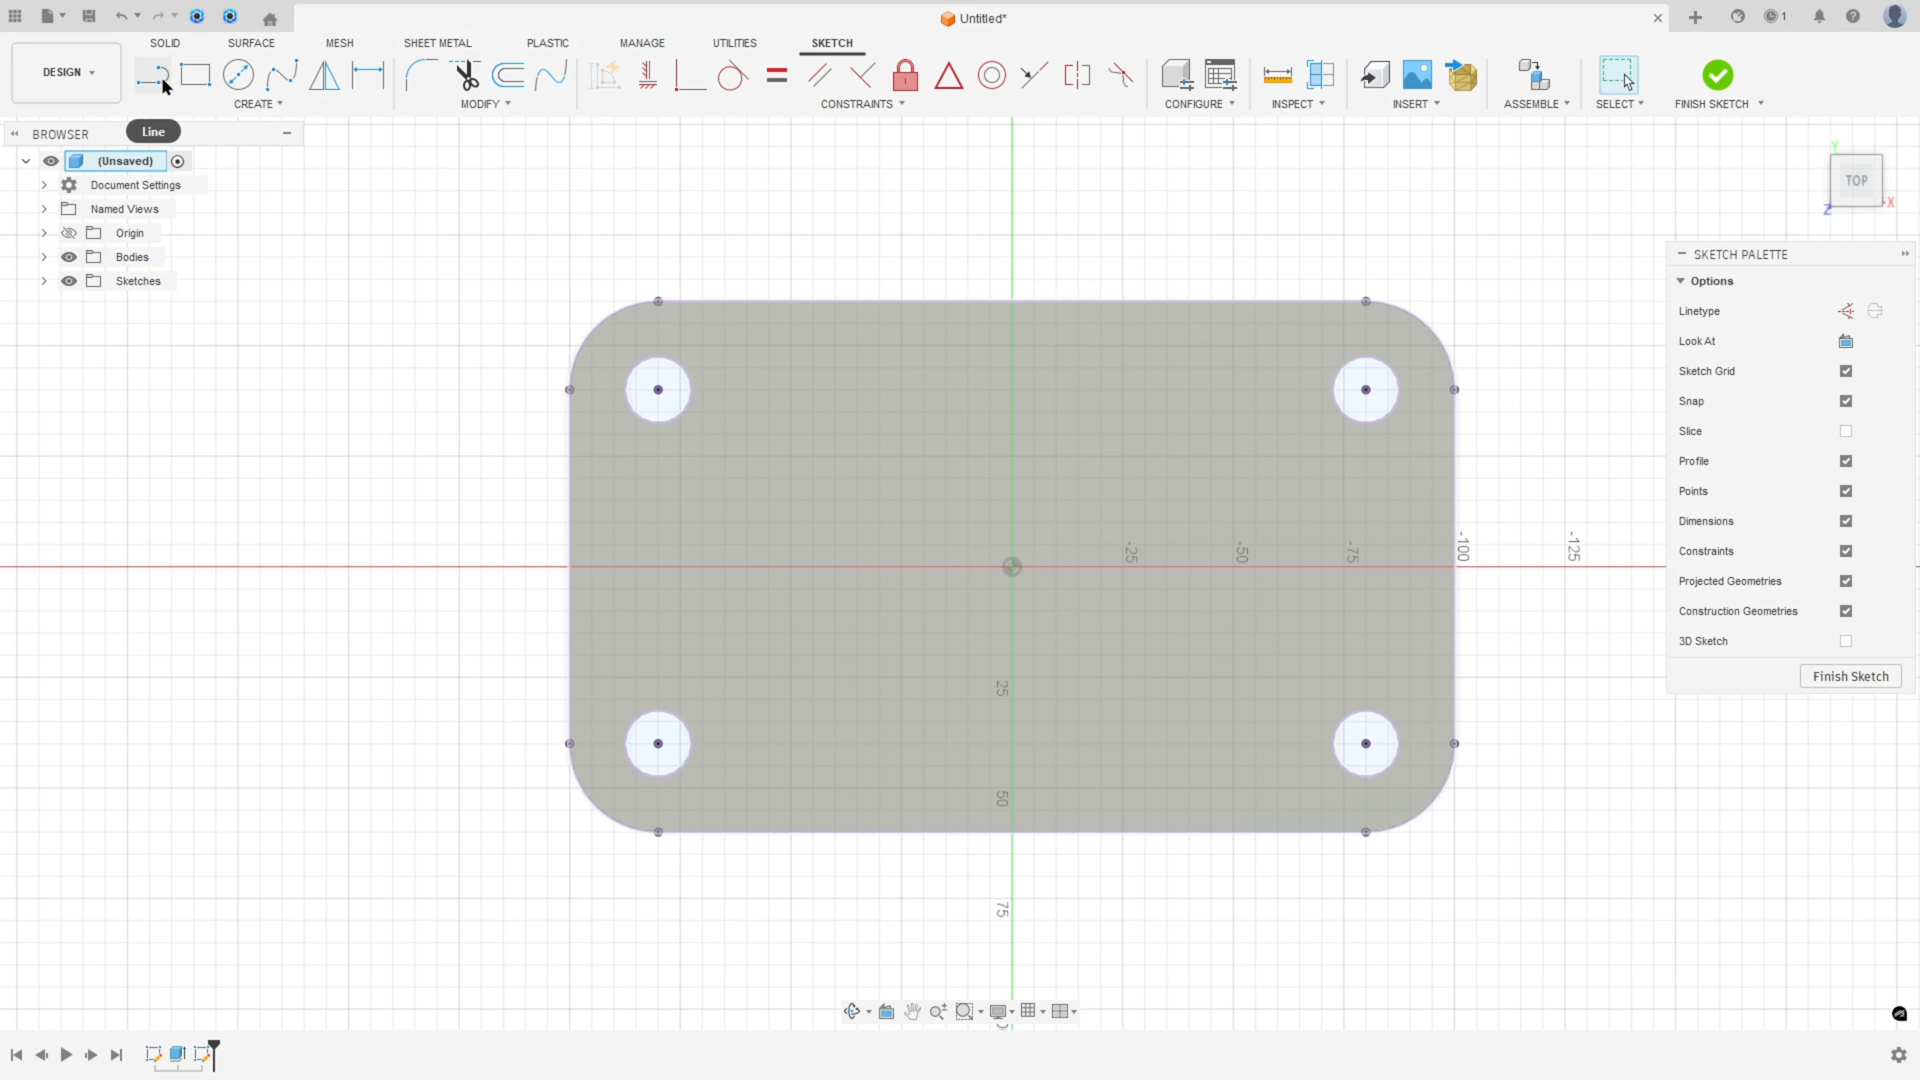 Untitled*
1
SOLID SURFACE MESH SHEET METAL PLASTIC MANAGE UTILITIES SKETCH
DESIGN
CREATE MODIFY CONSTRAINTS CONFIGURE INSPECT INSERT ASSEMBLE SELECT FINISH SKETCH
BROWSER
Line
(Unsaved)
Document Settings
Named Views
Origin
Bodies
Sketches
Y
TOP
Z
X
SKETCH PALETTE
Options
Linetype
Look At
Sketch Grid
Snap
Slice
Profile
Points
Dimensions
Constraints
Projected Geometries
Construction Geometries
3D Sketch
Finish Sketch
-25
-50
-75
-100
-125
25
50
75